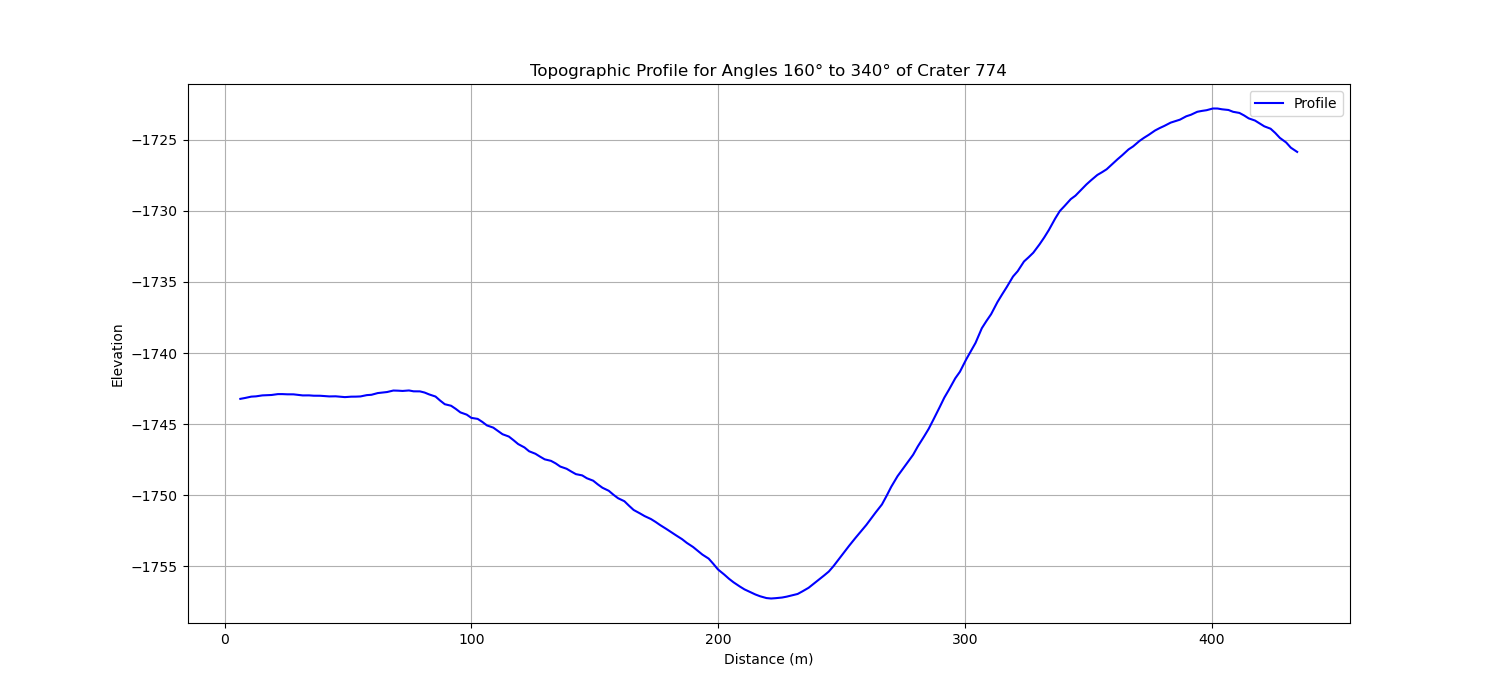 Topographic Profile for Angles 160° to 340° of Crater 774
Profile
−1725
−1730
−1735
−1740
−1745
−1750
−1755
Elevation
0 100 200 300 400
Distance (m)